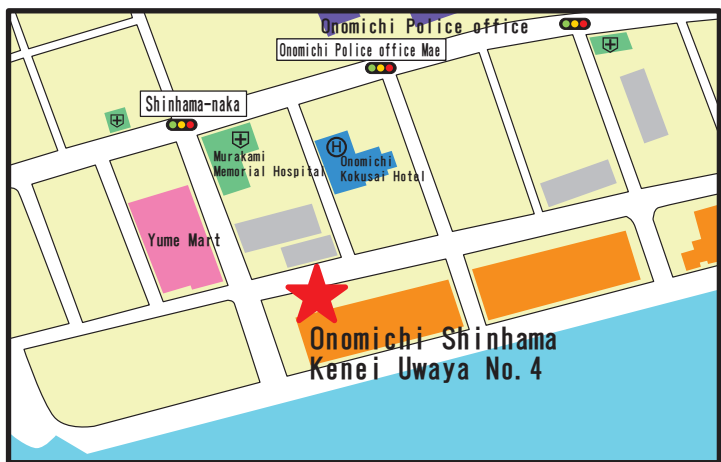 Onomichi Police office
Onomichi Police office Mae
Shinhama-naka
Murakami
Memorial Hospital
H
Onomichi
Kokusai Hotel
Yume Mart
Onomichi Shinhama
Kenei Uwaya No.4